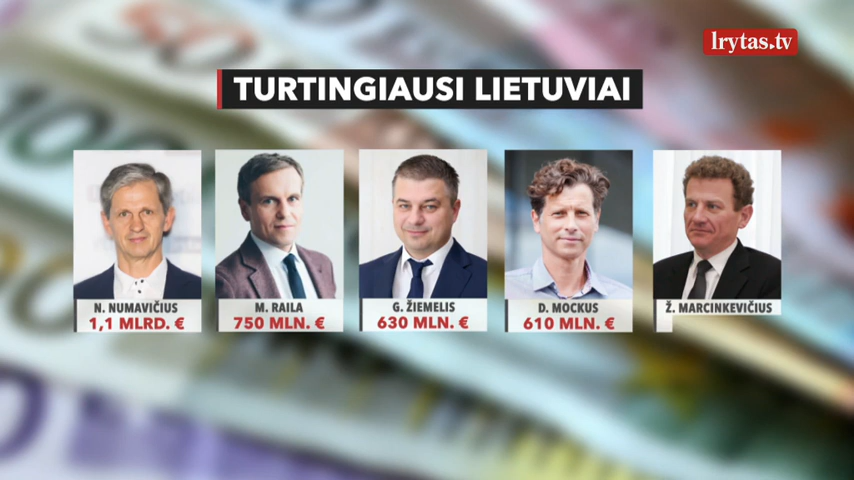 lrytas.tv
TURTINGIAUSI LIETUVIAI
N. NUMAVIČIUS
1,1 MLRD. €
M. RAILA
750 MLN. €
G. ŽIEMELIS
630 MLN. €
D. MOCKUS
610 MLN. €
Ž. MARCINKEVIČIUS